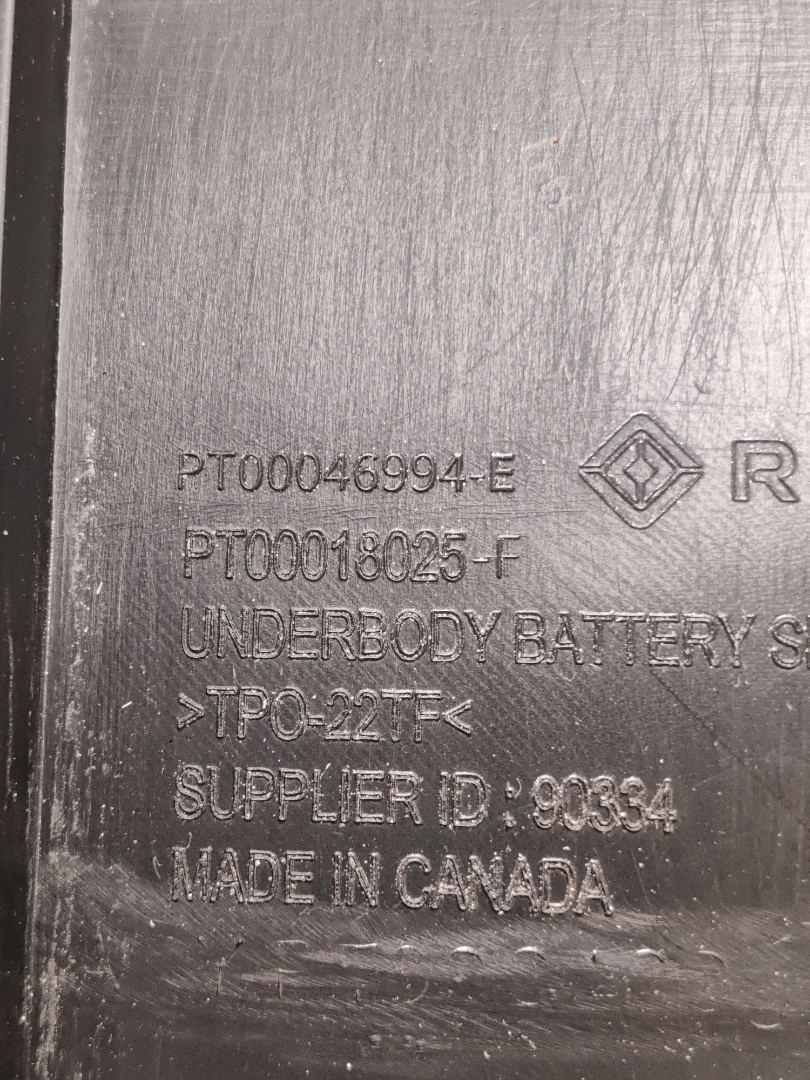 PT00046994-E R
PT00018025-F
UNDERBODY BATTERY
>TPO-22TF<
SUPPLIER ID : 90334
MADE IN CANADA